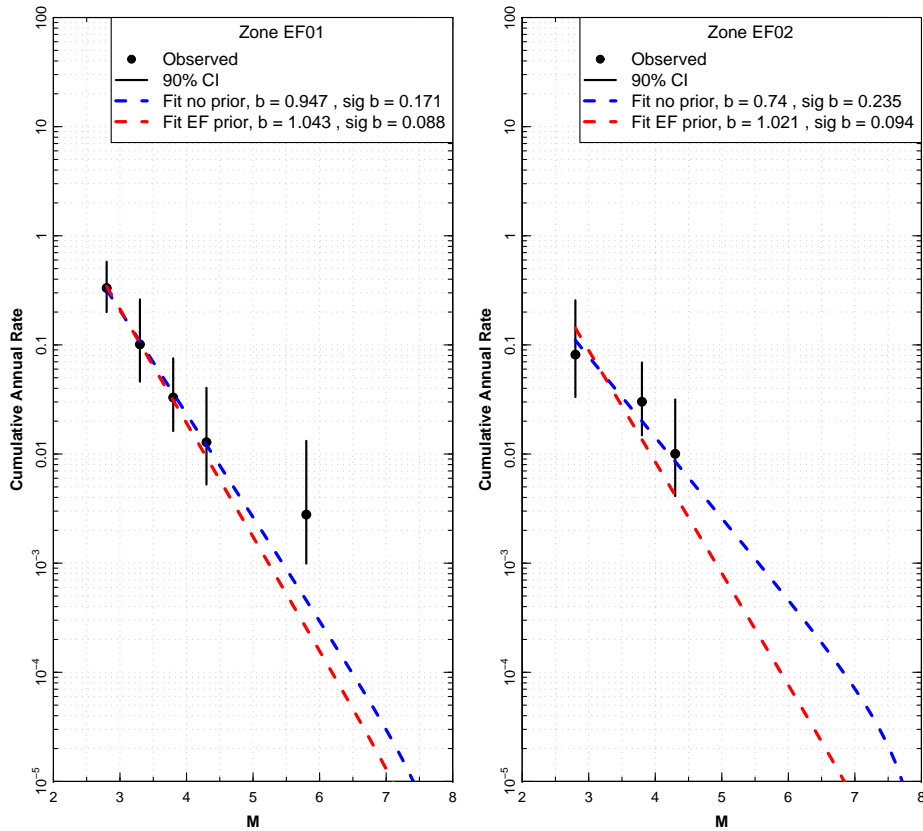 Zone EF01
Observed
90% CI
Fit no prior, b = 0.947 , sig b = 0.171
Fit EF prior, b = 1.043 , sig b = 0.088
Cumulative Annual Rate
100
10
1
0.1
0.01
10⁻³
10⁻⁴
10⁻⁵
2 3 4 5 6 7 8
M
Zone EF02
Observed
90% CI
Fit no prior, b = 0.74 , sig b = 0.235
Fit EF prior, b = 1.021 , sig b = 0.094
Cumulative Annual Rate
100
10
1
0.1
0.01
10⁻³
10⁻⁴
10⁻⁵
2 3 4 5 6 7 8
M